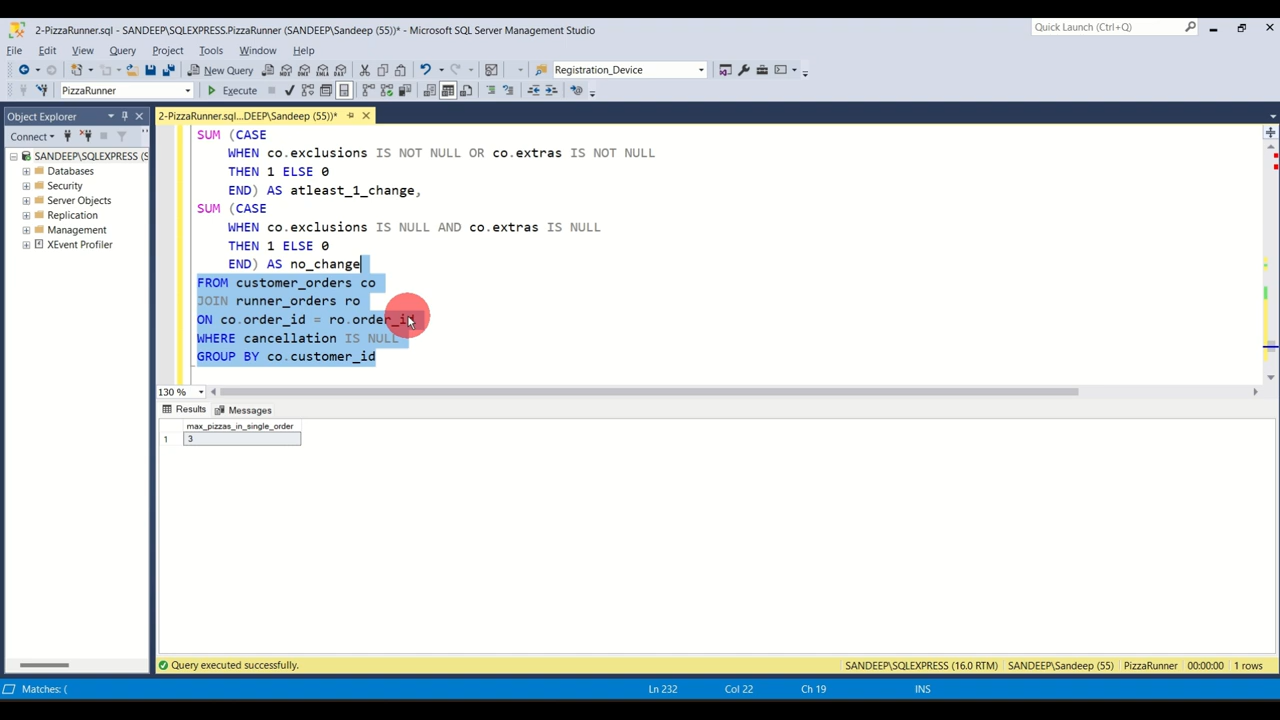 2-PizzaRunner.sql - SANDEEP\SQLEXPRESS.PizzaRunner (SANDEEP\Sandeep (55))* - Microsoft SQL Server Management Studio
Quick Launch (Ctrl+Q)
File Edit View Query Project Tools Window Help
New Query
Registration_Device
PizzaRunner
Execute
Object Explorer
2-PizzaRunner.sql...DEEP\Sandeep (55))*
Connect
SANDEEP\SQLEXPRESS (S
Databases
Security
Server Objects
Replication
Management
XEvent Profiler
SUM (CASE
WHEN co.exclusions IS NOT NULL OR co.extras IS NOT NULL
THEN 1 ELSE 0
END) AS atleast_1_change,
SUM (CASE
WHEN co.exclusions IS NULL AND co.extras IS NULL
THEN 1 ELSE 0
END) AS no_change
FROM customer_orders co
JOIN runner_orders ro
ON co.order_id = ro.order_id
WHERE cancellation IS NULL
GROUP BY co.customer_id
130 %
Results Messages
max_pizzas_in_single_order
1 3
Query executed successfully.
SANDEEP\SQLEXPRESS (16.0 RTM) SANDEEP\Sandeep (55) PizzaRunner 00:00:00 1 rows
Matches: (
Ln 232 Col 22 Ch 19 INS